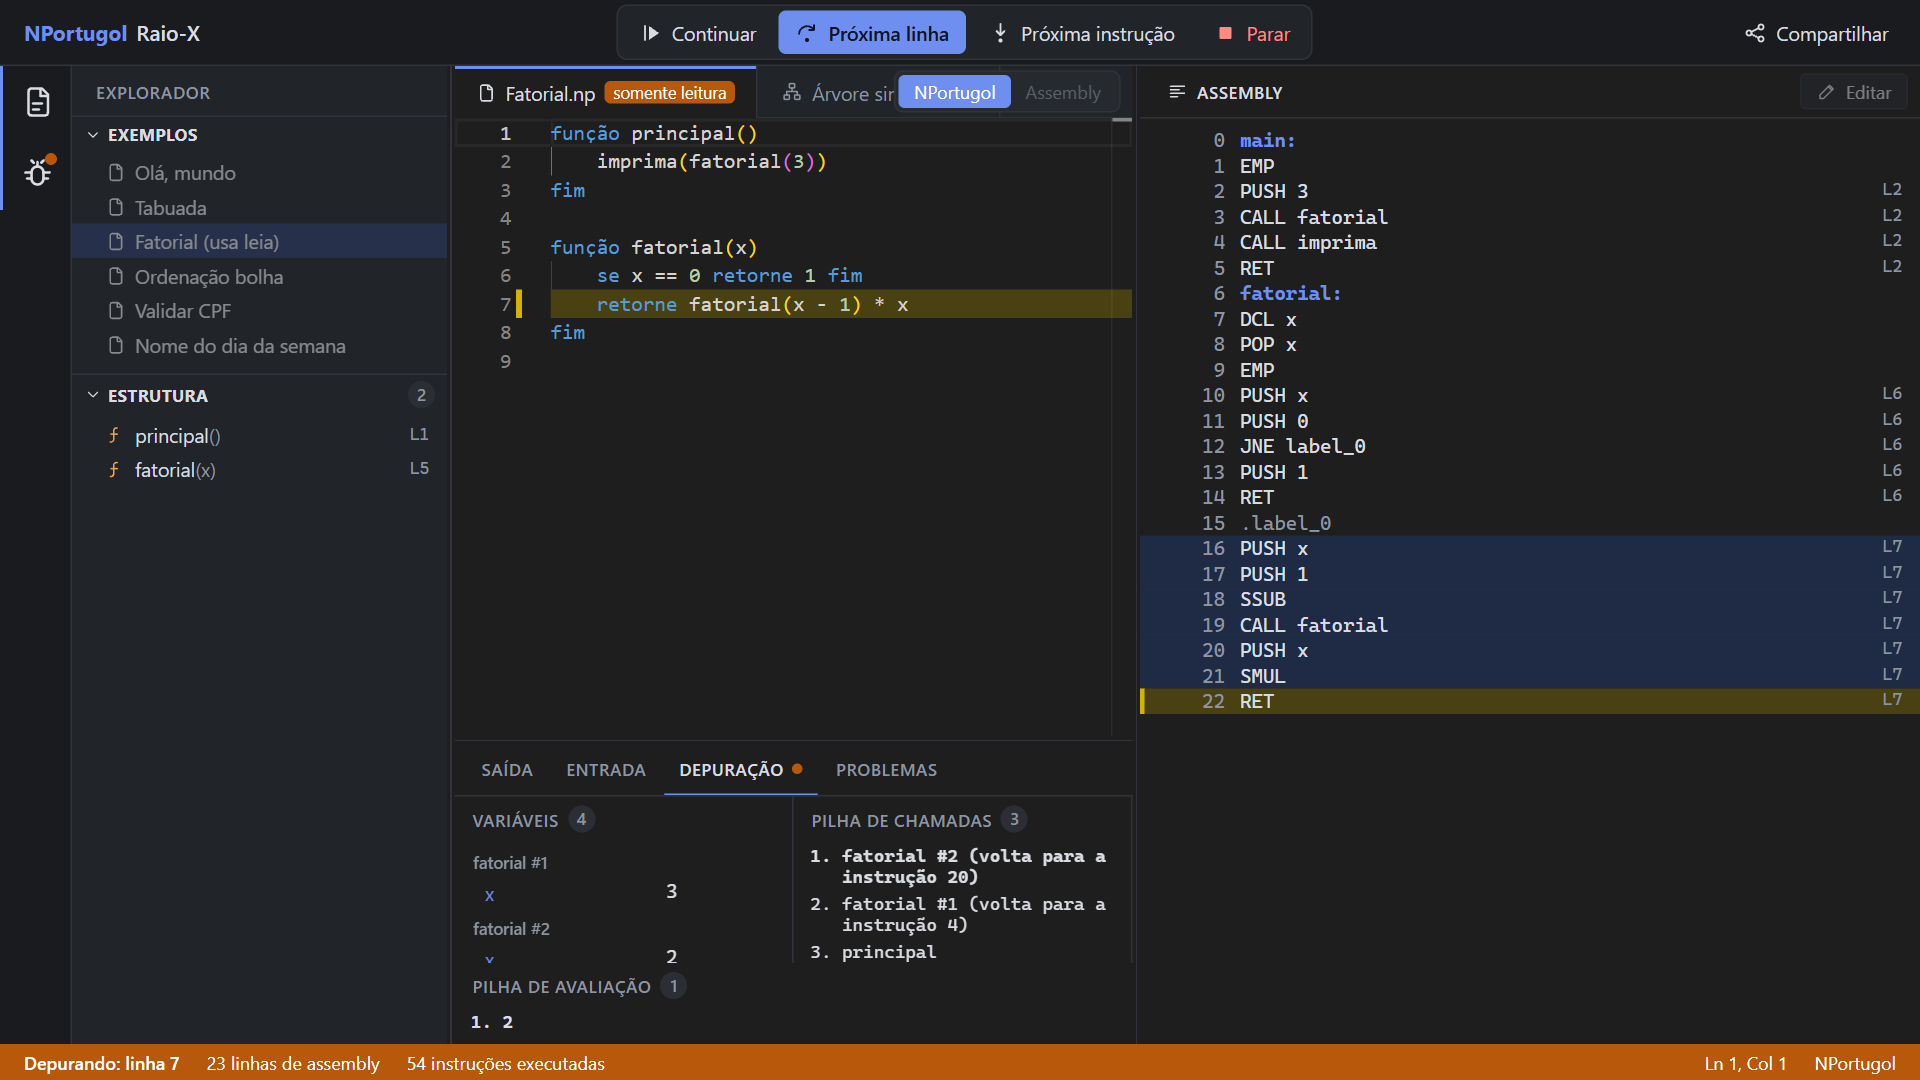 NPortugol Raio-X
Continuar
Próxima linha
Próxima instrução
Parar
Compartilhar
EXPLORADOR
EXEMPLOS
Olá, mundo
Tabuada
Fatorial (usa leia)
Ordenação bolha
Validar CPF
Nome do dia da semana
ESTRUTURA 2
principal() L1
fatorial(x) L5
Fatorial.np somente leitura
Árvore sin
NPortugol Assembly
1 função principal()
2 imprima(fatorial(3))
3 fim
4
5 função fatorial(x)
6 se x == 0 retorne 1 fim
7 retorne fatorial(x - 1) * x
8 fim
9
SAÍDA ENTRADA DEPURAÇÃO PROBLEMAS
VARIÁVEIS 4
fatorial #1
x 3
fatorial #2
x 2
PILHA DE CHAMADAS 3
1. fatorial #2 (volta para a
instrução 20)
2. fatorial #1 (volta para a
instrução 4)
3. principal
PILHA DE AVALIAÇÃO 1
1. 2
ASSEMBLY
Editar
0 main:
1 EMP
2 PUSH 3 L2
3 CALL fatorial L2
4 CALL imprima L2
5 RET L2
6 fatorial:
7 DCL x
8 POP x
9 EMP
10 PUSH x L6
11 PUSH 0 L6
12 JNE label_0 L6
13 PUSH 1 L6
14 RET L6
15 .label_0
16 PUSH x L7
17 PUSH 1 L7
18 SSUB L7
19 CALL fatorial L7
20 PUSH x L7
21 SMUL L7
22 RET L7
Depurando: linha 7 23 linhas de assembly 54 instruções executadas
Ln 1, Col 1 NPortugol